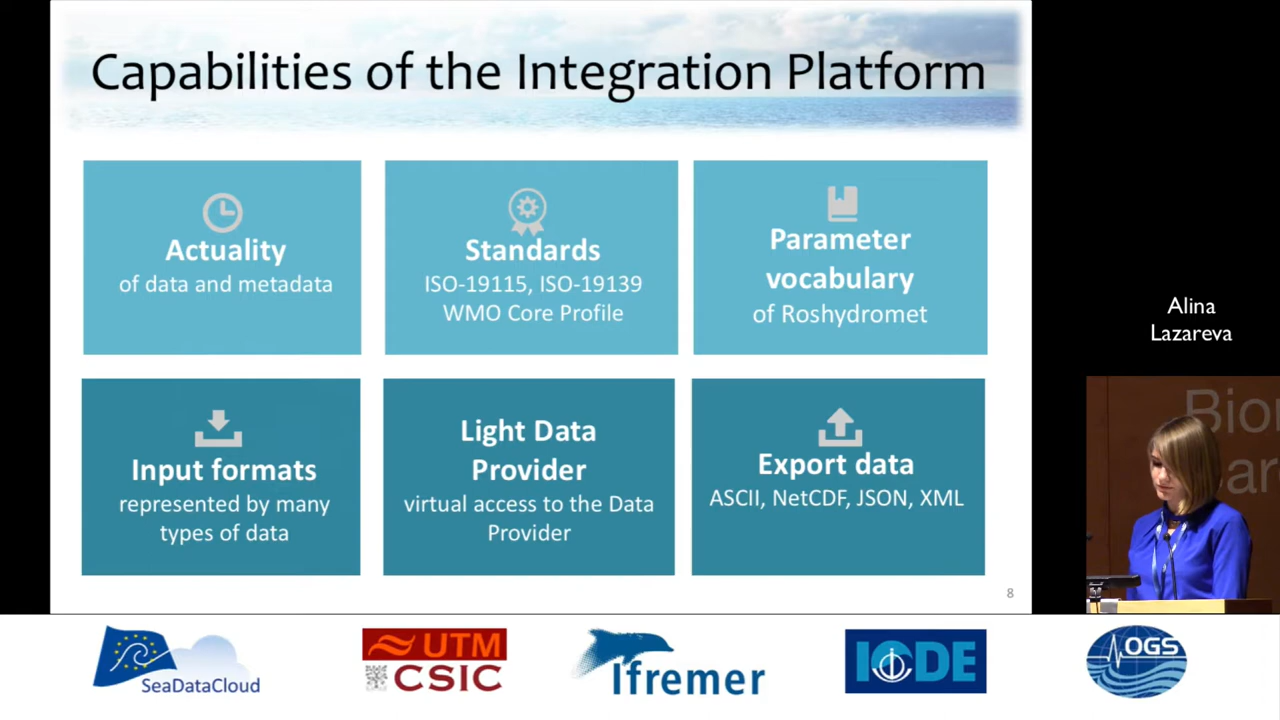 Capabilities of the Integration Platform
Actuality
of data and metadata
Standards
ISO-19115, ISO-19139
WMO Core Profile
Parameter
vocabulary
of Roshydromet
Input formats
represented by many
types of data
Light Data
Provider
virtual access to the Data
Provider
Export data
ASCII, NetCDF, JSON, XML
8
Alina
Lazareva
Bio
ar
SeaDataCloud
UTM
CSIC
Ifremer
IODE
OGS